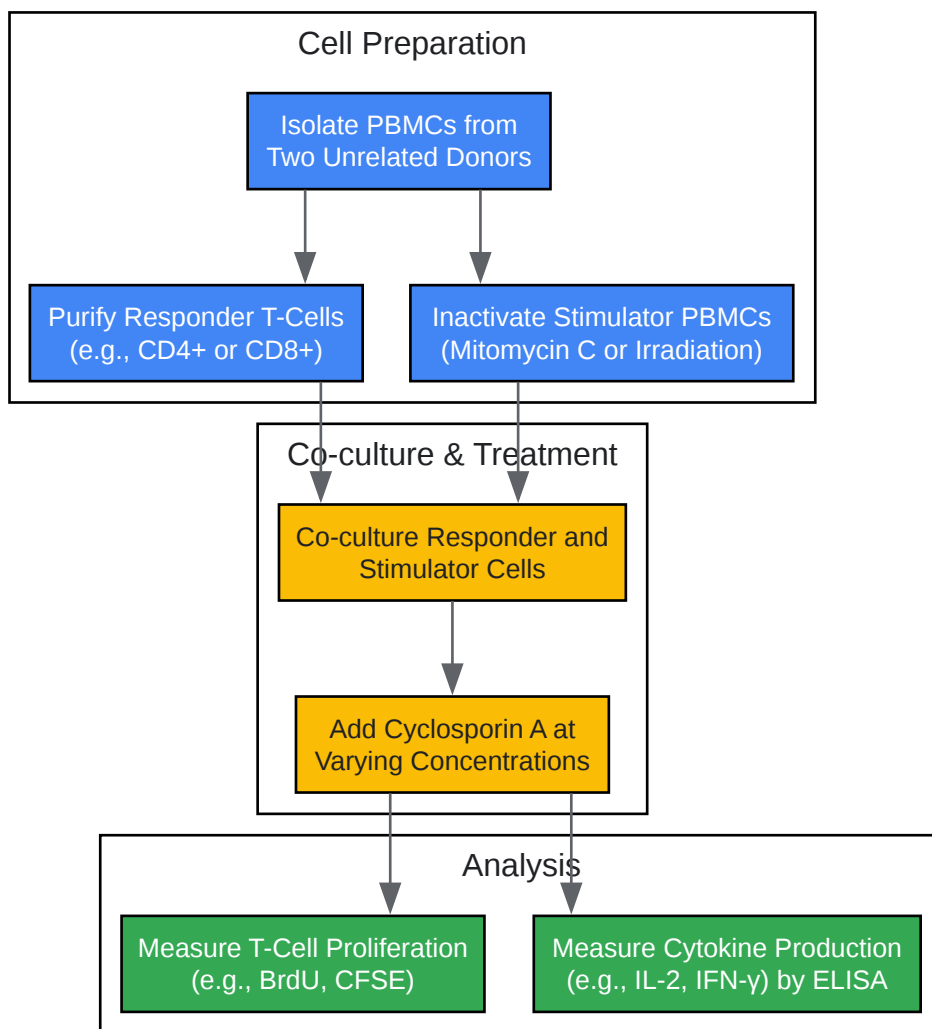 Cell Preparation
Isolate PBMCs from
Two Unrelated Donors
Purify Responder T-Cells
(e.g., CD4+ or CD8+)
Inactivate Stimulator PBMCs
(Mitomycin C or Irradiation)
Co-culture & Treatment
Co-culture Responder and
Stimulator Cells
Add Cyclosporin A at
Varying Concentrations
Analysis
Measure T-Cell Proliferation
(e.g., BrdU, CFSE)
Measure Cytokine Production
(e.g., IL-2, IFN-γ) by ELISA